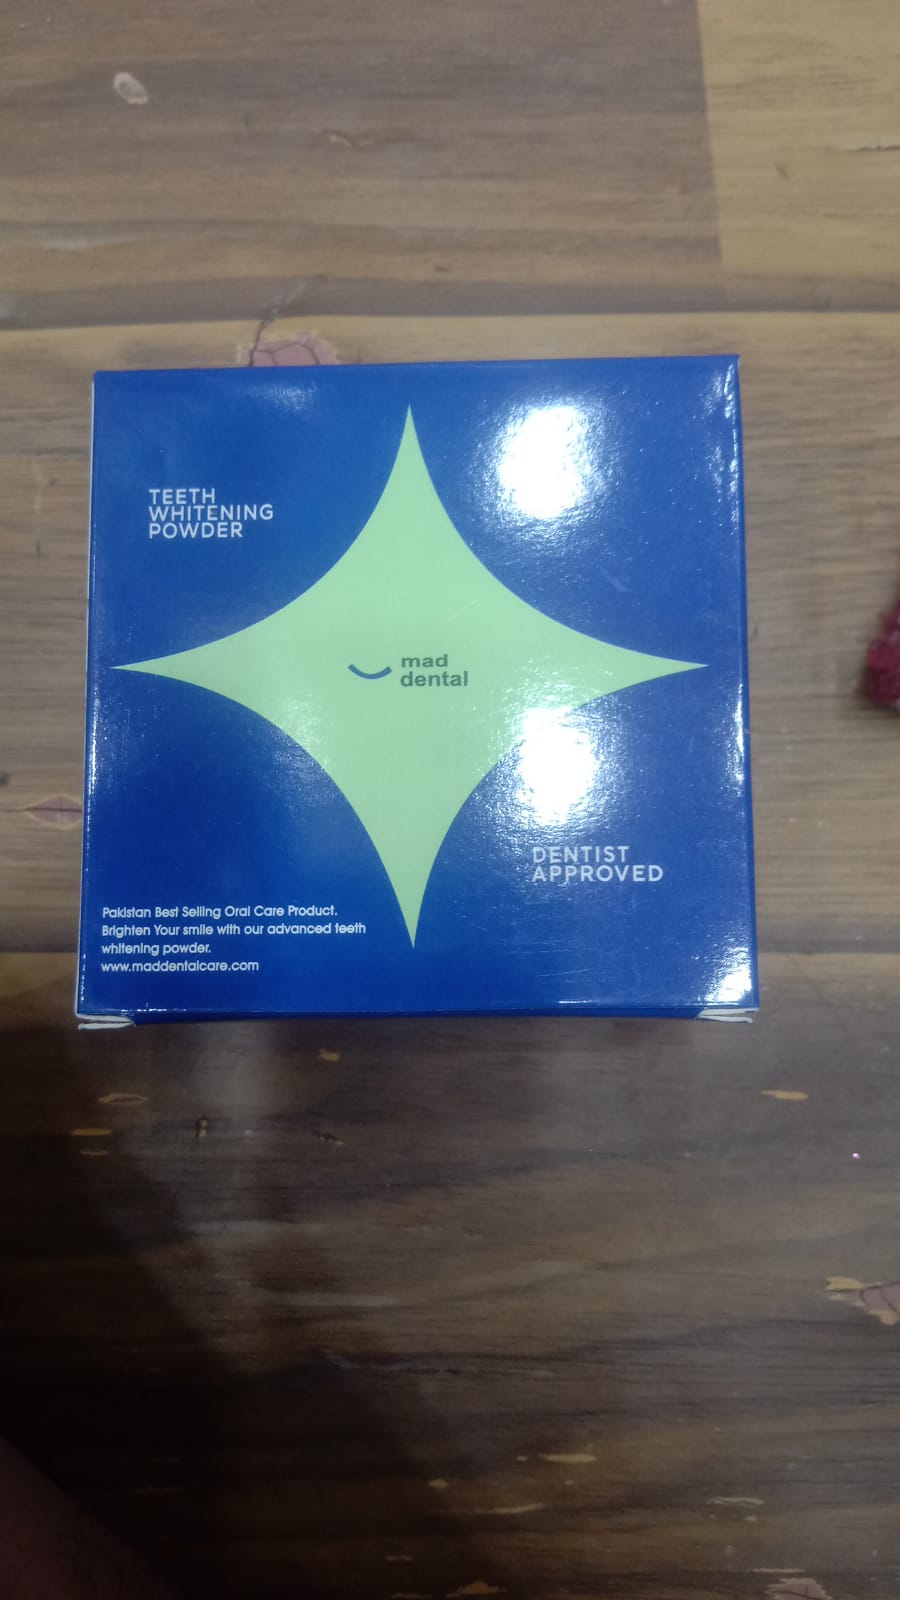 TEETH
WHITENING
POWDER
mad
dental
DENTIST
APPROVED
Pakistan Best Selling Oral Care Product.
Brighten Your smile with our advanced teeth
whitening powder.
www.maddentalcare.com